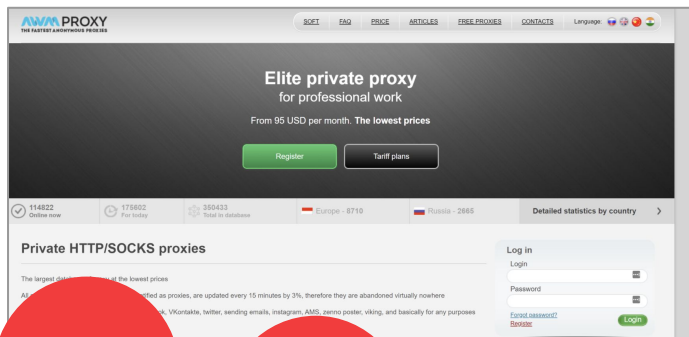 AWM PROXY
THE FASTEST ANONYMOUS PROXIES
SOFT FAQ PRICE ARTICLES FREE PROXIES CONTACTS Language:
Elite private proxy
for professional work
From 95 USD per month. The lowest prices
Register Tariff plans
114822 Online now
175602 For today
350433 Total in database
Europe - 8710
Russia - 2865
Detailed statistics by country
Private HTTP/SOCKS proxies
The largest at the lowest prices
All as proxies, are updated every 15 minutes by 3%, therefore they are abandoned virtually nowhere
VKontakte, twitter, sending emails, instagram, AMS, zenno poster, viking, and basically for any purposes
Log in
Login
Password
Forgot password?
Register
Login